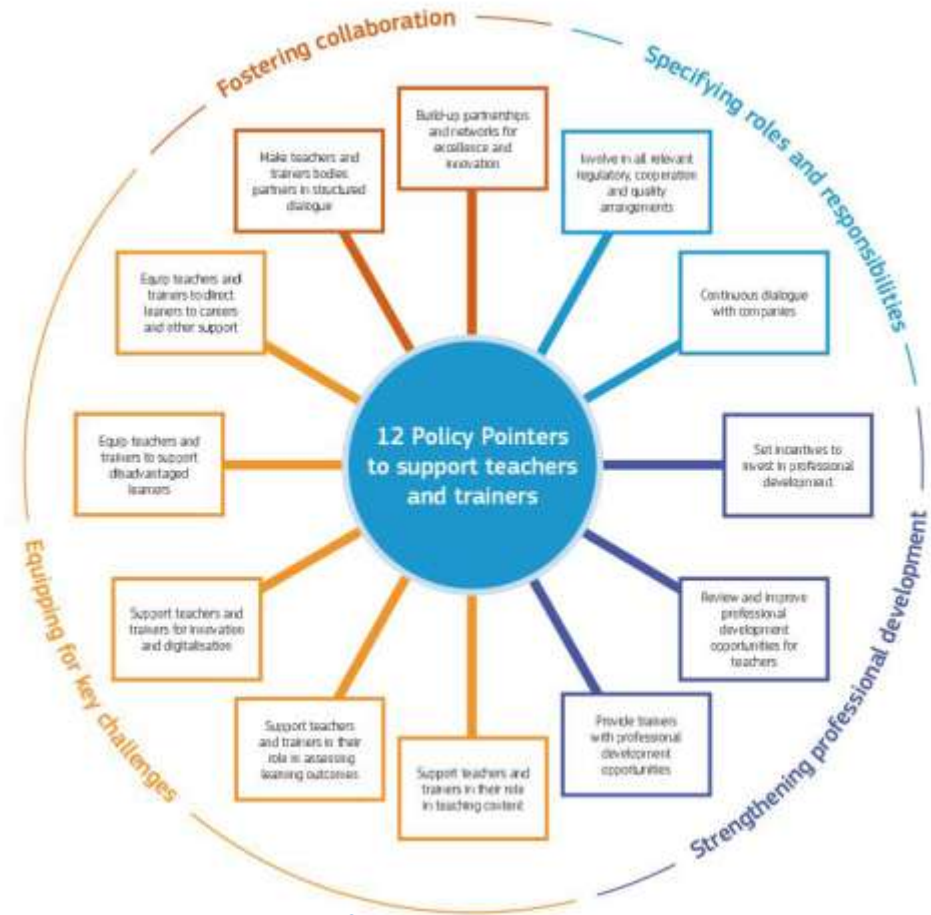 Fostering collaboration
Specifying roles and responsibilities
Build-up partnerships
and networks for
excellence and
innovation
Make teachers and
trainers bodies
partners in structured
dialogue
Involve in all relevant
regulatory, cooperation
and quality
arrangements
Equip teachers and
trainers to direct
learners to careers
and other support
Continuous dialogue
with companies
12 Policy Pointers
to support teachers
and trainers
Equip teachers and
trainers to support
disadvantaged
learners
Set incentives to
invest in professional
development
Support teachers and
trainers for innovation
and digitalisation
Review and improve
professional
development
opportunities for
teachers
Support teachers
and trainers in their
role in assessing
learning outcomes
Provide trainers
with professional
development
opportunities
Support teachers and
trainers in their role
in teaching content
Equipping for key challenges
Strengthening professional development